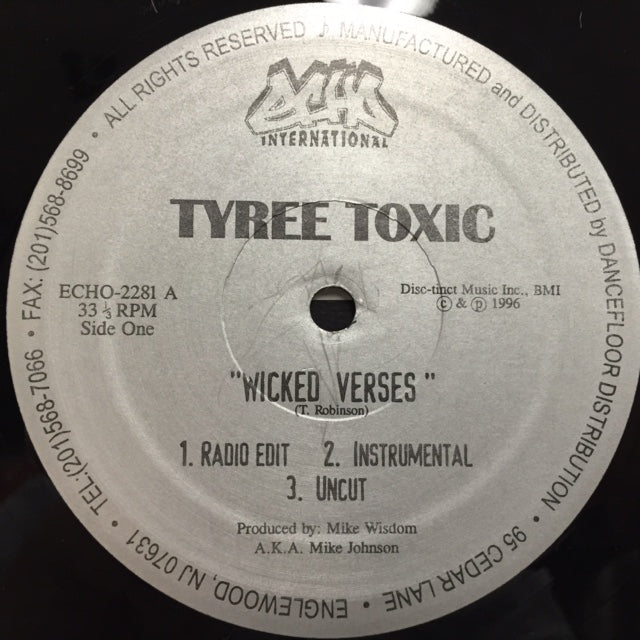 ALL RIGHTS RESERVED ♪ MANUFACTURED and DISTRIBUTED by DANCEFLOOR DISTRIBUTION • 95 CEDAR LANE • ENGLEWOOD, NJ 07631 • TEL:(201)568-7066 • FAX: (201)568-8699 •
ECHO
INTERNATIONAL
TYREE TOXIC
ECHO-2281 A
33 ⅓ RPM
Side One
Disc-tinct Music Inc., BMI
© & ℗ 1996
"WICKED VERSES"
(T. Robinson)
1. RADIO EDIT 2. INSTRUMENTAL
3. UNCUT
Produced by: Mike Wisdom
A.K.A. Mike Johnson